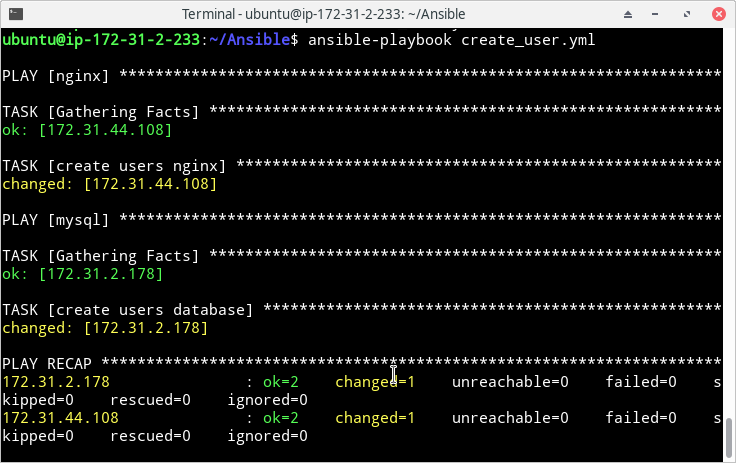 Terminal - ubuntu@ip-172-31-2-233: ~/Ansible
ubuntu@ip-172-31-2-233:~/Ansible$ ansible-playbook create_user.yml
PLAY [nginx] *******************************************************************
TASK [Gathering Facts] *********************************************************
ok: [172.31.44.108]
TASK [create users nginx] ******************************************************
changed: [172.31.44.108]
PLAY [mysql] *******************************************************************
TASK [Gathering Facts] *********************************************************
ok: [172.31.2.178]
TASK [create users database] ***************************************************
changed: [172.31.2.178]
PLAY RECAP *********************************************************************
172.31.2.178               : ok=2    changed=1    unreachable=0    failed=0    s
kipped=0    rescued=0    ignored=0
172.31.44.108              : ok=2    changed=1    unreachable=0    failed=0    s
kipped=0    rescued=0    ignored=0